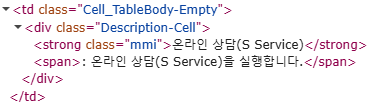 ▼<td class="Cell_TableBody-Empty">
▼<div class="Description-Cell">
<strong class="mmi">온라인 상담(S Service)</strong>
<span>: 온라인 상담(S Service)을 실행합니다.</span>
</div>
</td>